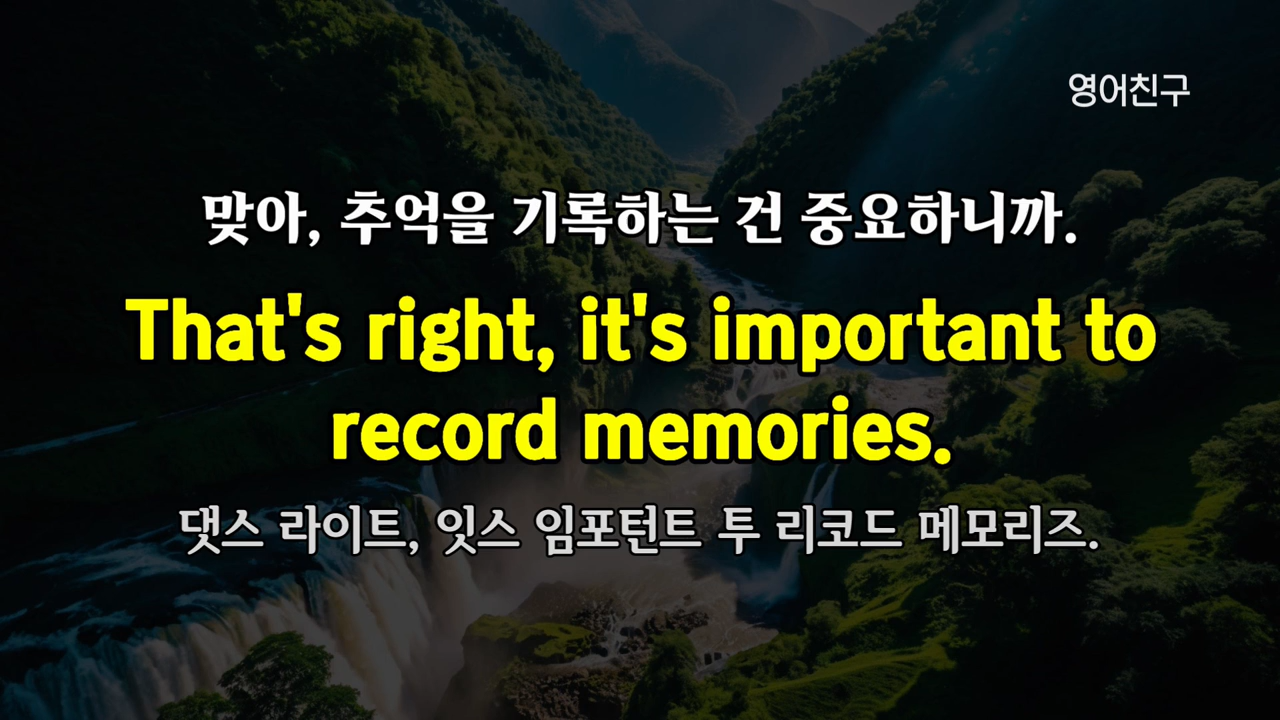 영어친구
맞아, 추억을 기록하는 건 중요하니까.
That's right, it's important to
record memories.
댓스 라이트, 잇스 임포턴트 투 리코드 메모리즈.